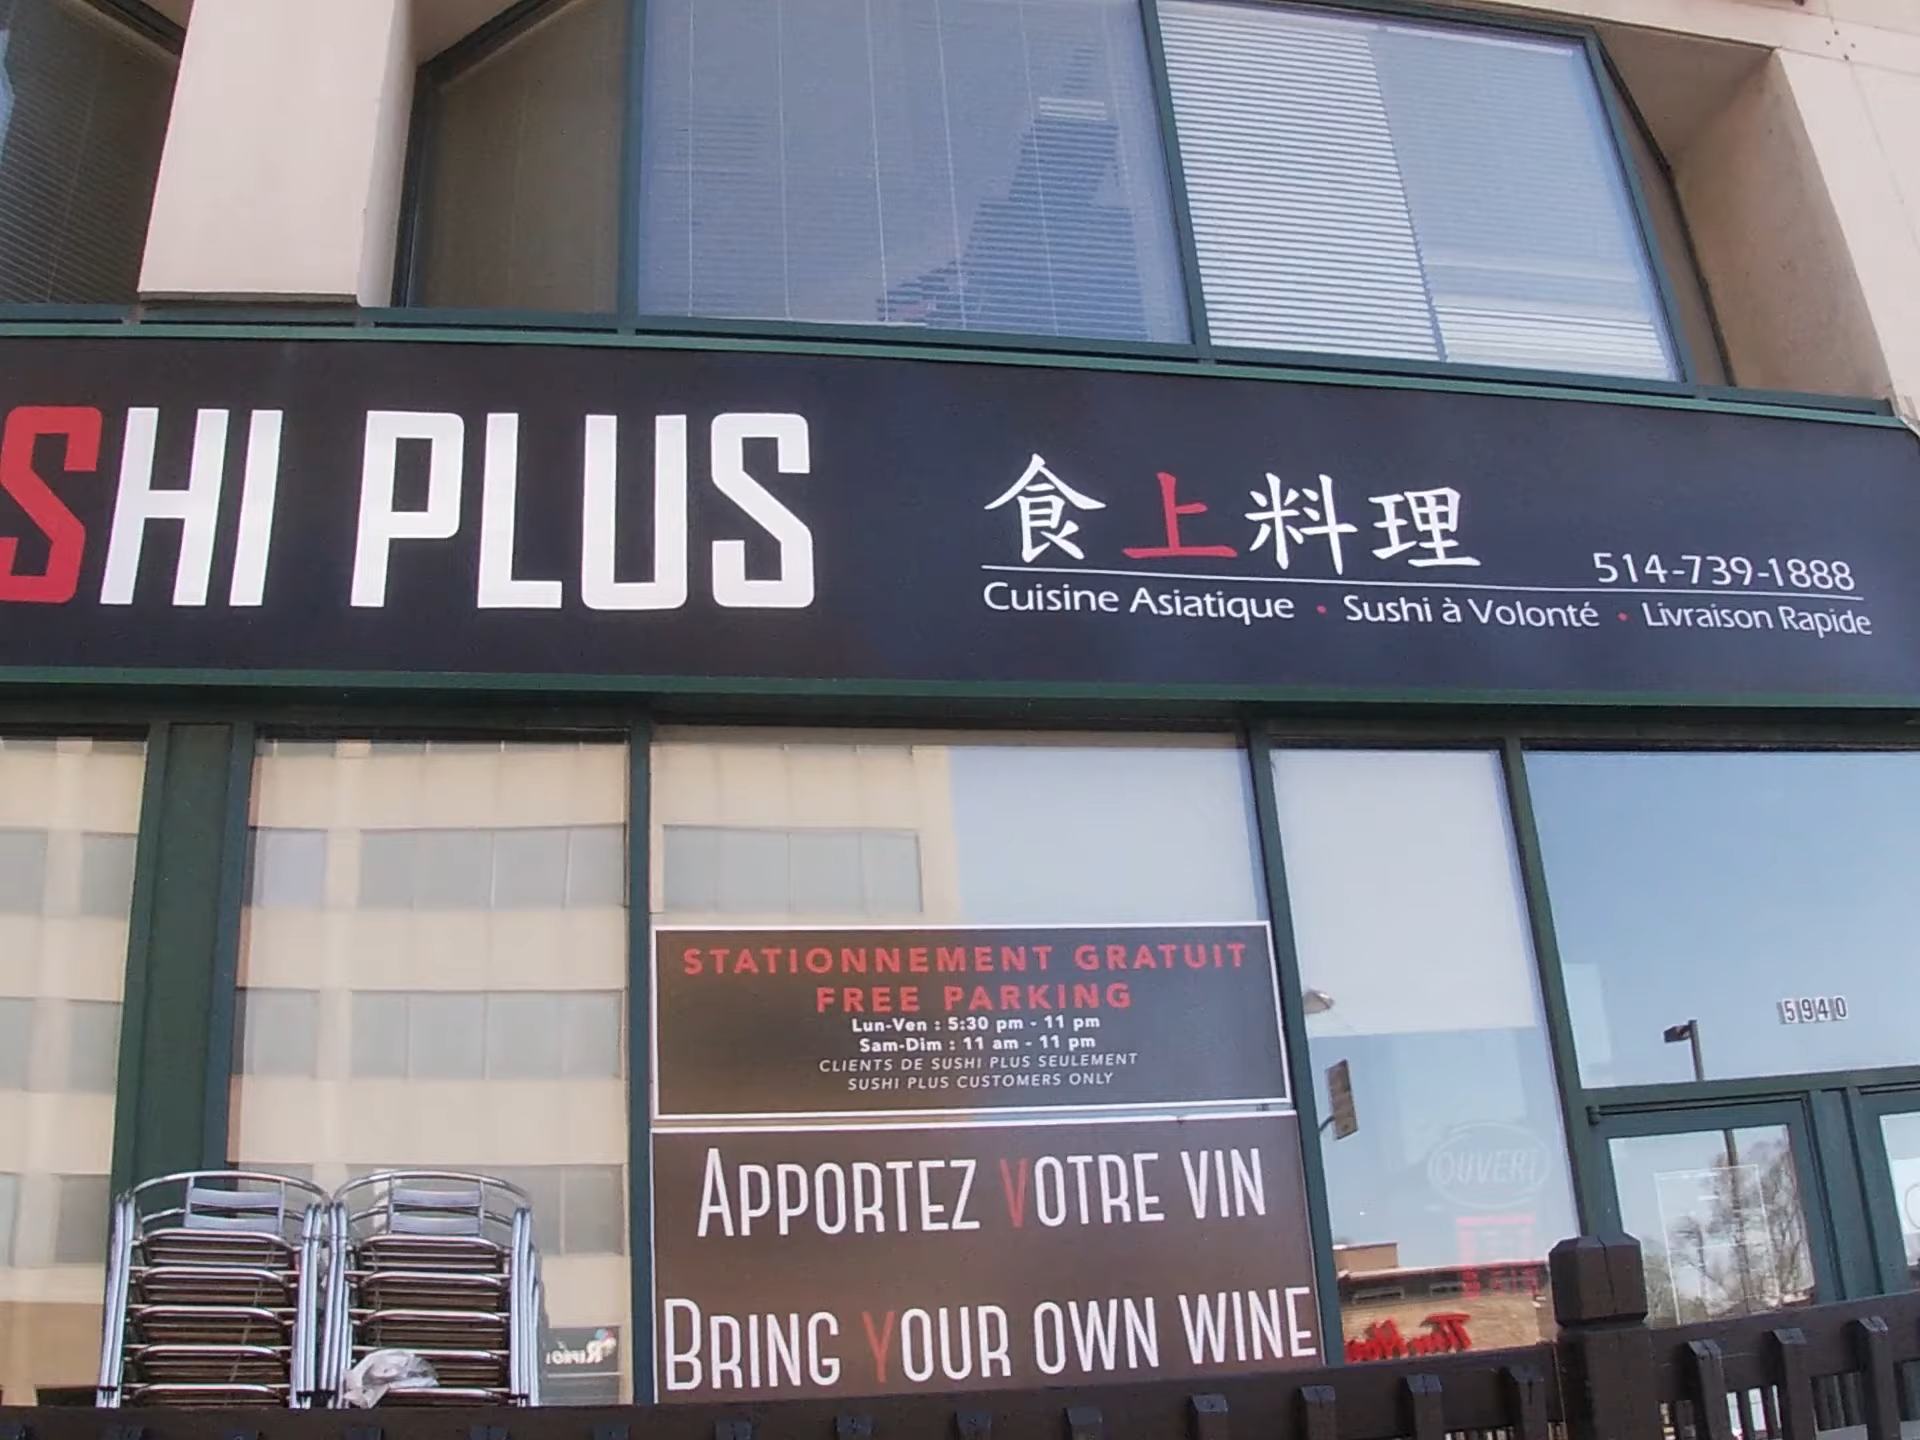 SHI PLUS
食上料理
514-739-1888
Cuisine Asiatique • Sushi à Volonté • Livraison Rapide
STATIONNEMENT GRATUIT
FREE PARKING
Lun-Ven : 5:30 pm - 11 pm
Sam-Dim : 11 am - 11 pm
CLIENTS DE SUSHI PLUS SEULEMENT
SUSHI PLUS CUSTOMERS ONLY
5940
OUVERT
APPORTEZ VOTRE VIN
BRING YOUR OWN WINE